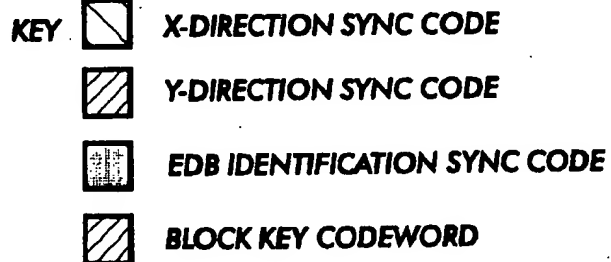 KEY X-DIRECTION SYNC CODE
Y-DIRECTION SYNC CODE
EDB IDENTIFICATION SYNC CODE
BLOCK KEY CODEWORD